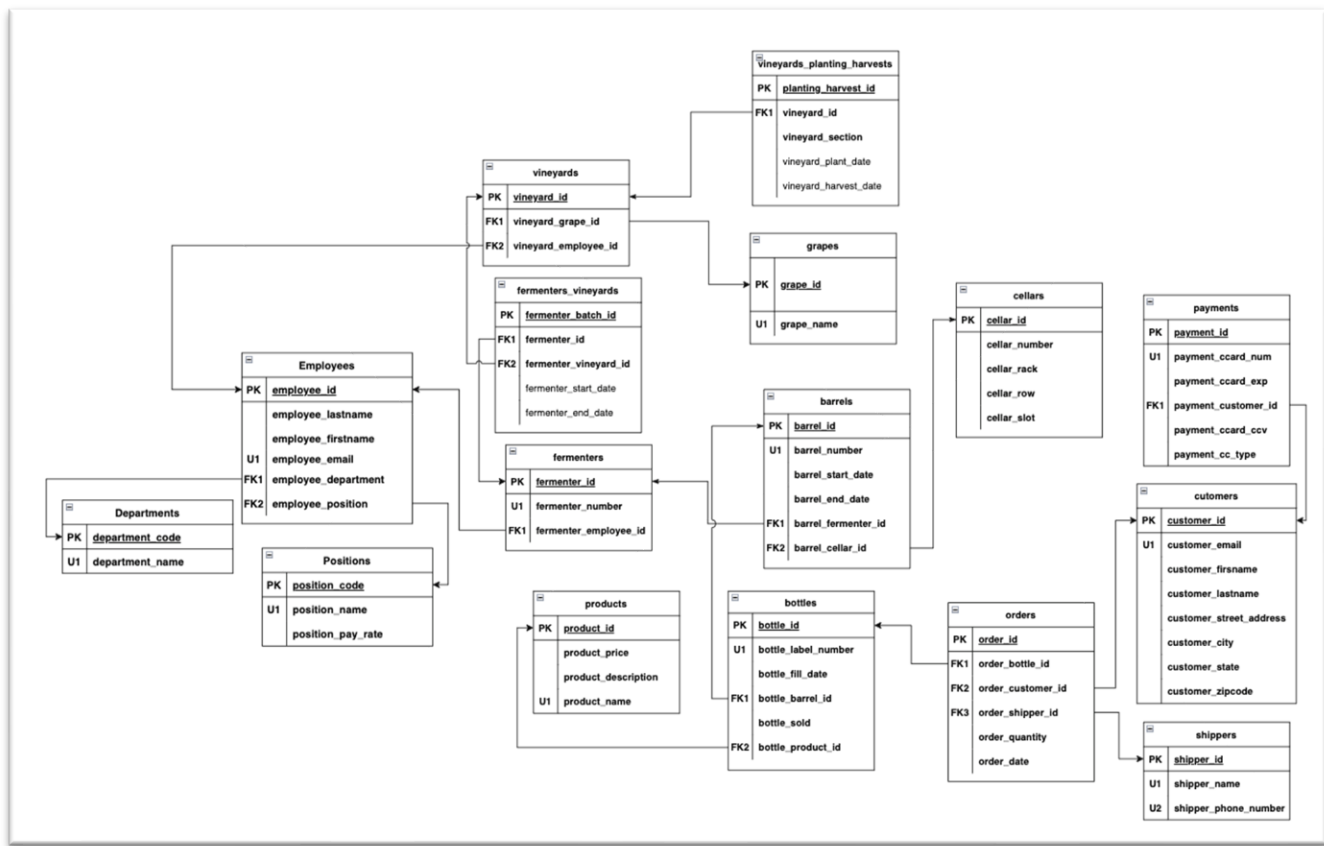 vineyards_planting_harvests
PK planting_harvest_id
FK1 vineyard_id
vineyard_section
vineyard_plant_date
vineyard_harvest_date
vineyards
PK vineyard_id
FK1 vineyard_grape_id
FK2 vineyard_employee_id
grapes
PK grape_id
U1 grape_name
fermenters_vineyards
PK fermenter_batch_id
FK1 fermenter_id
FK2 fermenter_vineyard_id
fermenter_start_date
fermenter_end_date
cellars
PK cellar_id
cellar_number
cellar_rack
cellar_row
cellar_slot
payments
PK payment_id
U1 payment_ccard_num
payment_ccard_exp
FK1 payment_customer_id
payment_ccard_ccv
payment_cc_type
Employees
PK employee_id
employee_lastname
employee_firstname
U1 employee_email
FK1 employee_department
FK2 employee_position
barrels
PK barrel_id
U1 barrel_number
barrel_start_date
barrel_end_date
FK1 barrel_fermenter_id
FK2 barrel_cellar_id
fermenters
PK fermenter_id
U1 fermenter_number
FK1 fermenter_employee_id
Departments
PK department_code
U1 department_name
Positions
PK position_code
U1 position_name
position_pay_rate
cutomers
PK customer_id
U1 customer_email
customer_firsname
customer_lastname
customer_street_address
customer_city
customer_state
customer_zipcode
products
PK product_id
product_price
product_description
U1 product_name
bottles
PK bottle_id
U1 bottle_label_number
bottle_fill_date
FK1 bottle_barrel_id
bottle_sold
FK2 bottle_product_id
orders
PK order_id
FK1 order_bottle_id
FK2 order_customer_id
FK3 order_shipper_id
order_quantity
order_date
shippers
PK shipper_id
U1 shipper_name
U2 shipper_phone_number